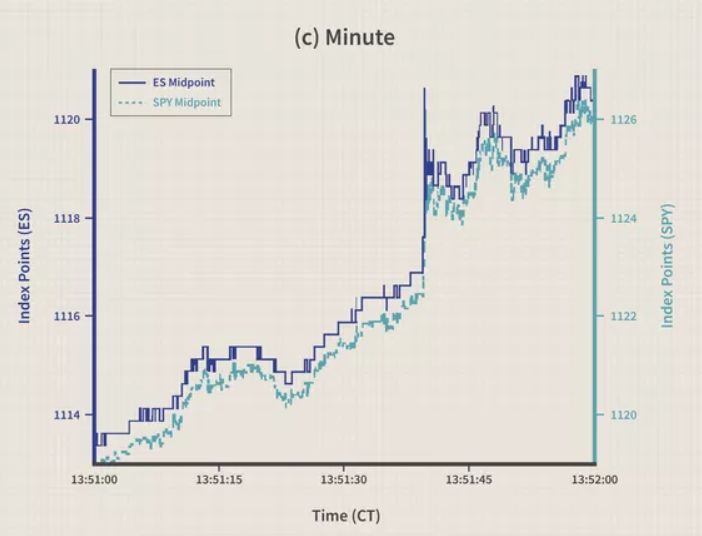 (c) Minute
ES Midpoint
SPY Midpoint
1120
1118
1116
1114
Index Points (ES)
1126
1124
1122
1120
Index Points (SPY)
13:51:00 13:51:15 13:51:30 13:51:45 13:52:00
Time (CT)